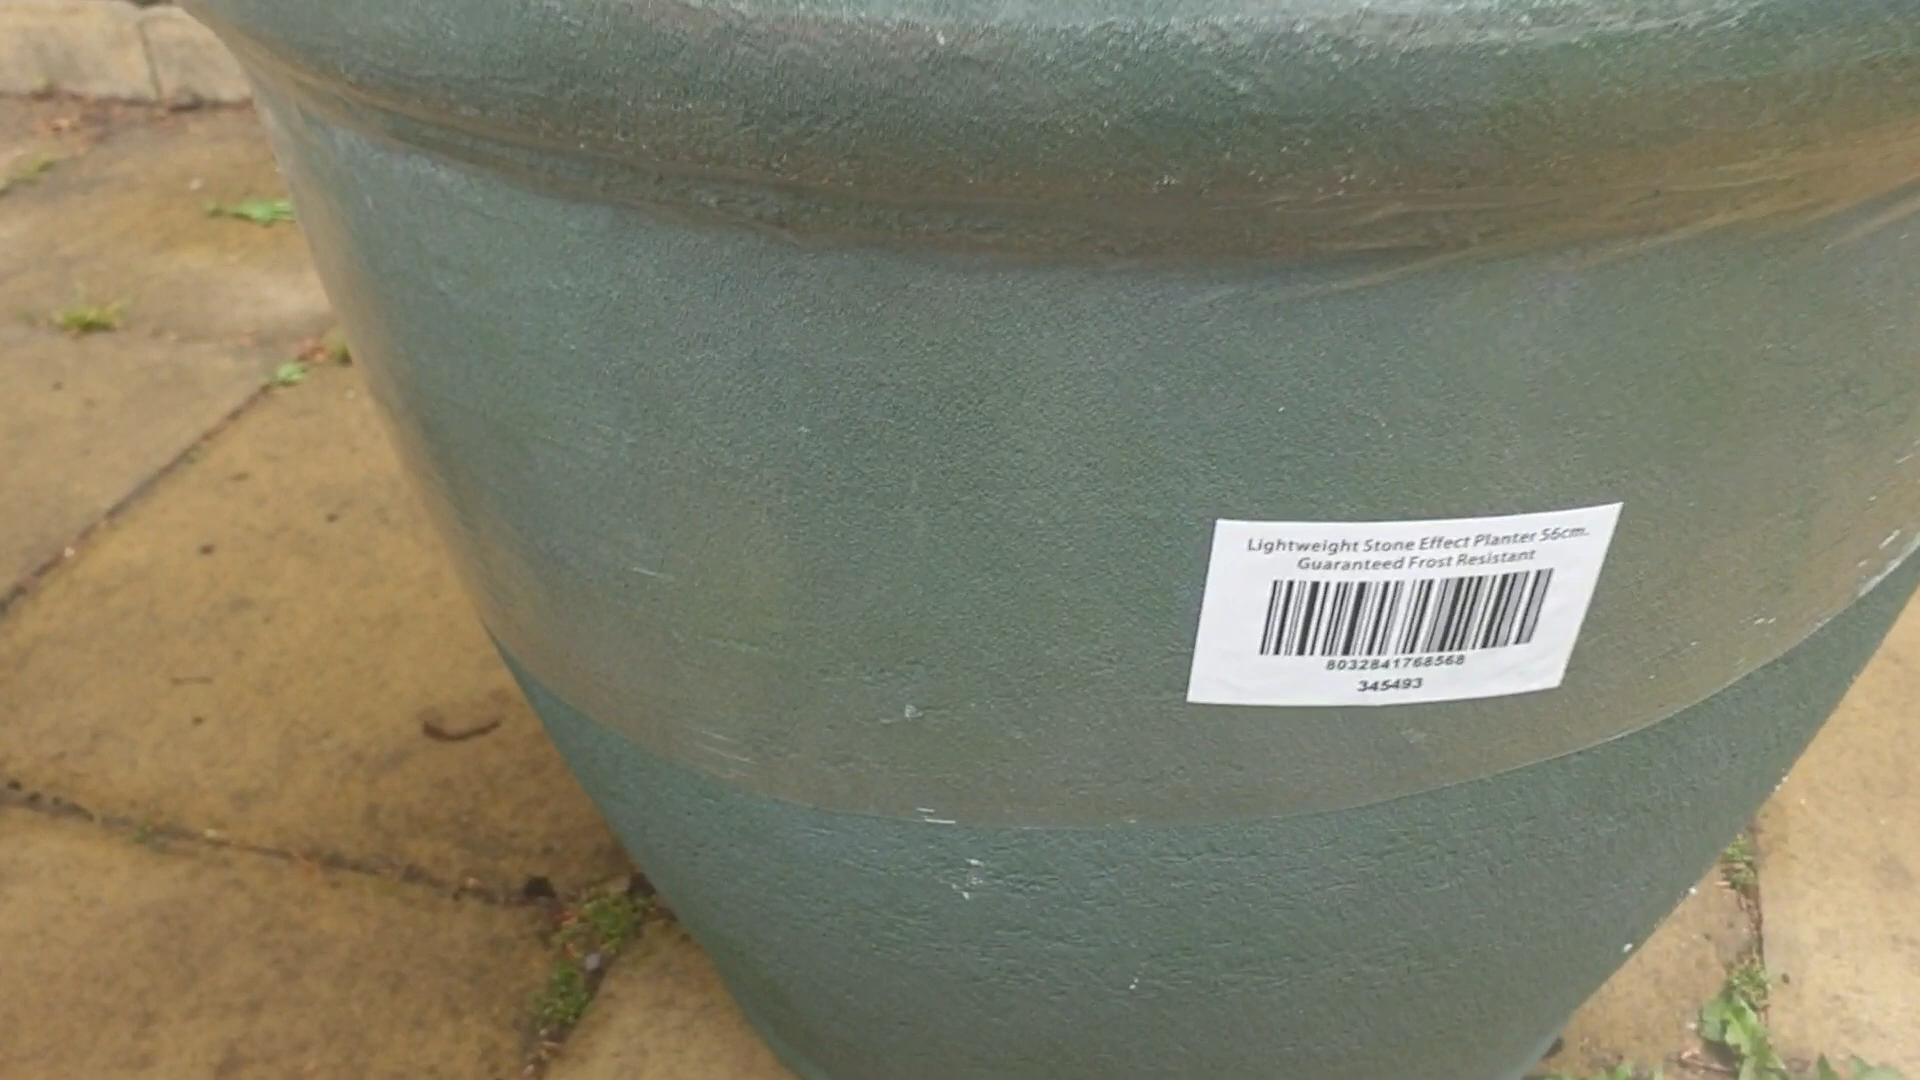 Lightweight Stone Effect Planter 56cm.
Guaranteed Frost Resistant
8032841768568
345493